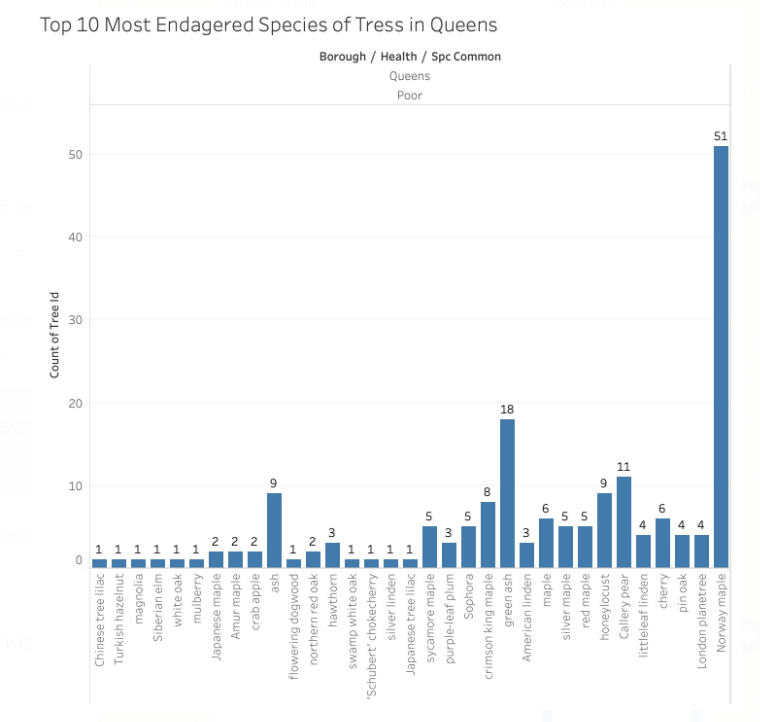 Top 10 Most Endagered Species of Tress in Queens
Borough / Health / Spc Common
Queens
Poor
Count of Tree Id
50
40
30
20
10
0
1
1
1
1
1
1
2
2
2
9
1
2
3
1
1
1
1
5
3
5
8
18
3
6
5
5
9
11
4
6
4
4
51
Chinese tree lilac
Turkish hazelnut
magnolia
Siberian elm
white oak
mulberry
Japanese maple
Amur maple
crab apple
ash
flowering dogwood
northern red oak
hawthorn
swamp white oak
'Schubert' chokecherry
silver linden
Japanese tree lilac
sycamore maple
purple-leaf plum
Sophora
crimson king maple
green ash
American linden
maple
silver maple
red maple
honeylocust
Callery pear
littleleaf linden
cherry
pin oak
London planetree
Norway maple